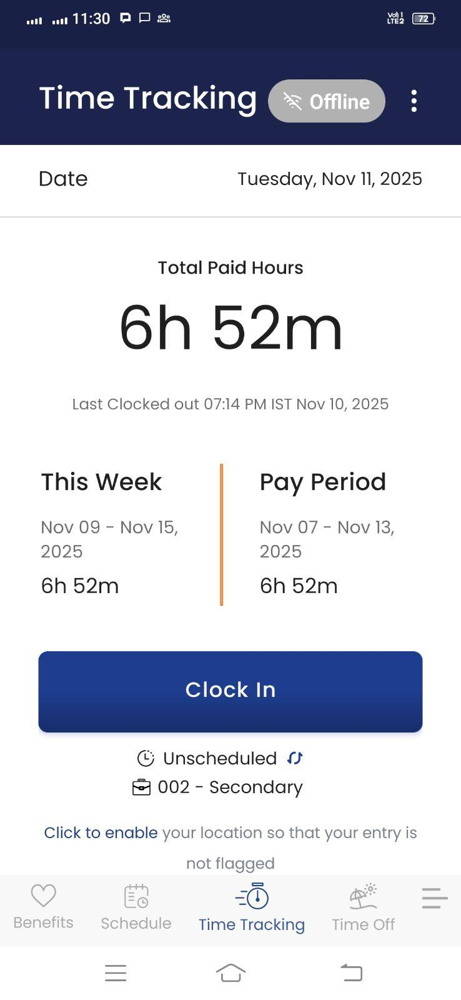 11:30
Vo)) 1
LTE2
72
Time Tracking
Offline
Date
Tuesday, Nov 11, 2025
Total Paid Hours
6h 52m
Last Clocked out 07:14 PM IST Nov 10, 2025
This Week
Nov 09 - Nov 15,
2025
6h 52m
Pay Period
Nov 07 - Nov 13,
2025
6h 52m
Clock In
Unscheduled
002 - Secondary
Click to enable your location so that your entry is
not flagged
Benefits
Schedule
Time Tracking
Time Off